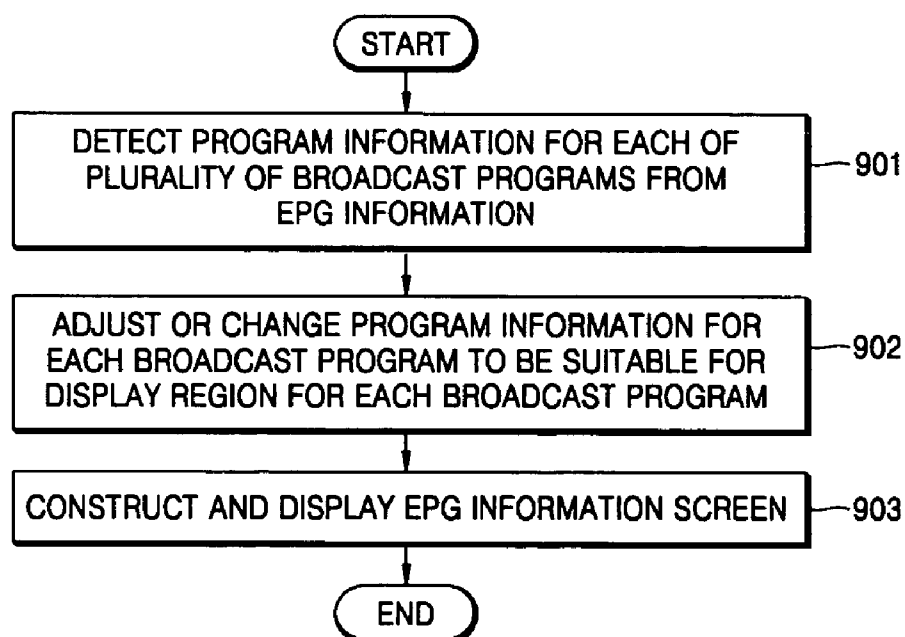 START
DETECT PROGRAM INFORMATION FOR EACH OF
PLURALITY OF BROADCAST PROGRAMS FROM
EPG INFORMATION
901
ADJUST OR CHANGE PROGRAM INFORMATION FOR
EACH BROADCAST PROGRAM TO BE SUITABLE FOR
DISPLAY REGION FOR EACH BROADCAST PROGRAM
902
CONSTRUCT AND DISPLAY EPG INFORMATION SCREEN
903
END